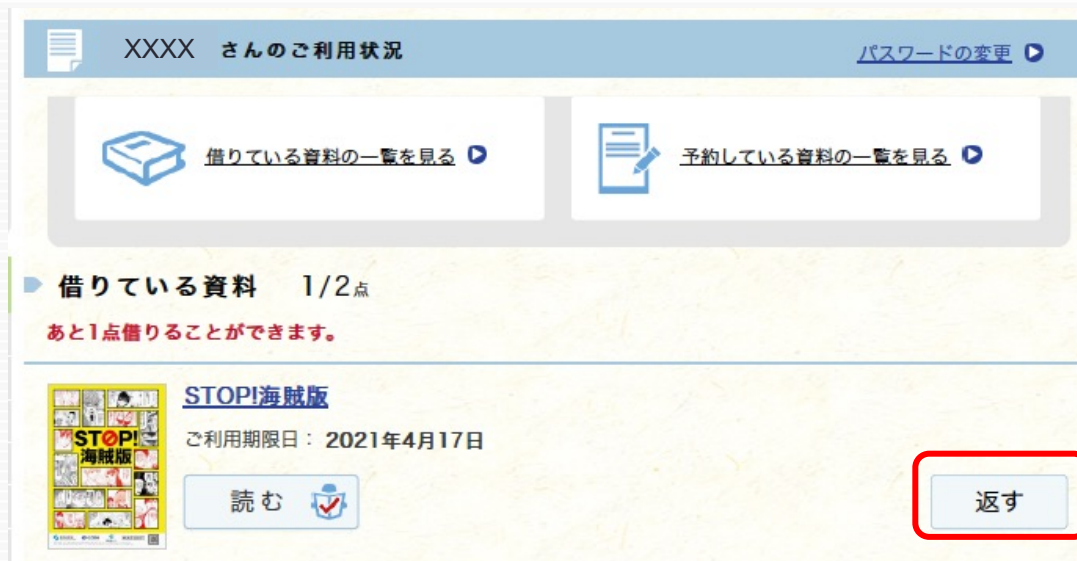 XXXX さんのご利用状況
パスワードの変更
借りている資料の一覧を見る
予約している資料の一覧を見る
借りている資料 1/2点
あと1点借りることができます。
STOP!海賊版
ご利用期限日： 2021年4月17日
STOP!
海賊版
読む
返す